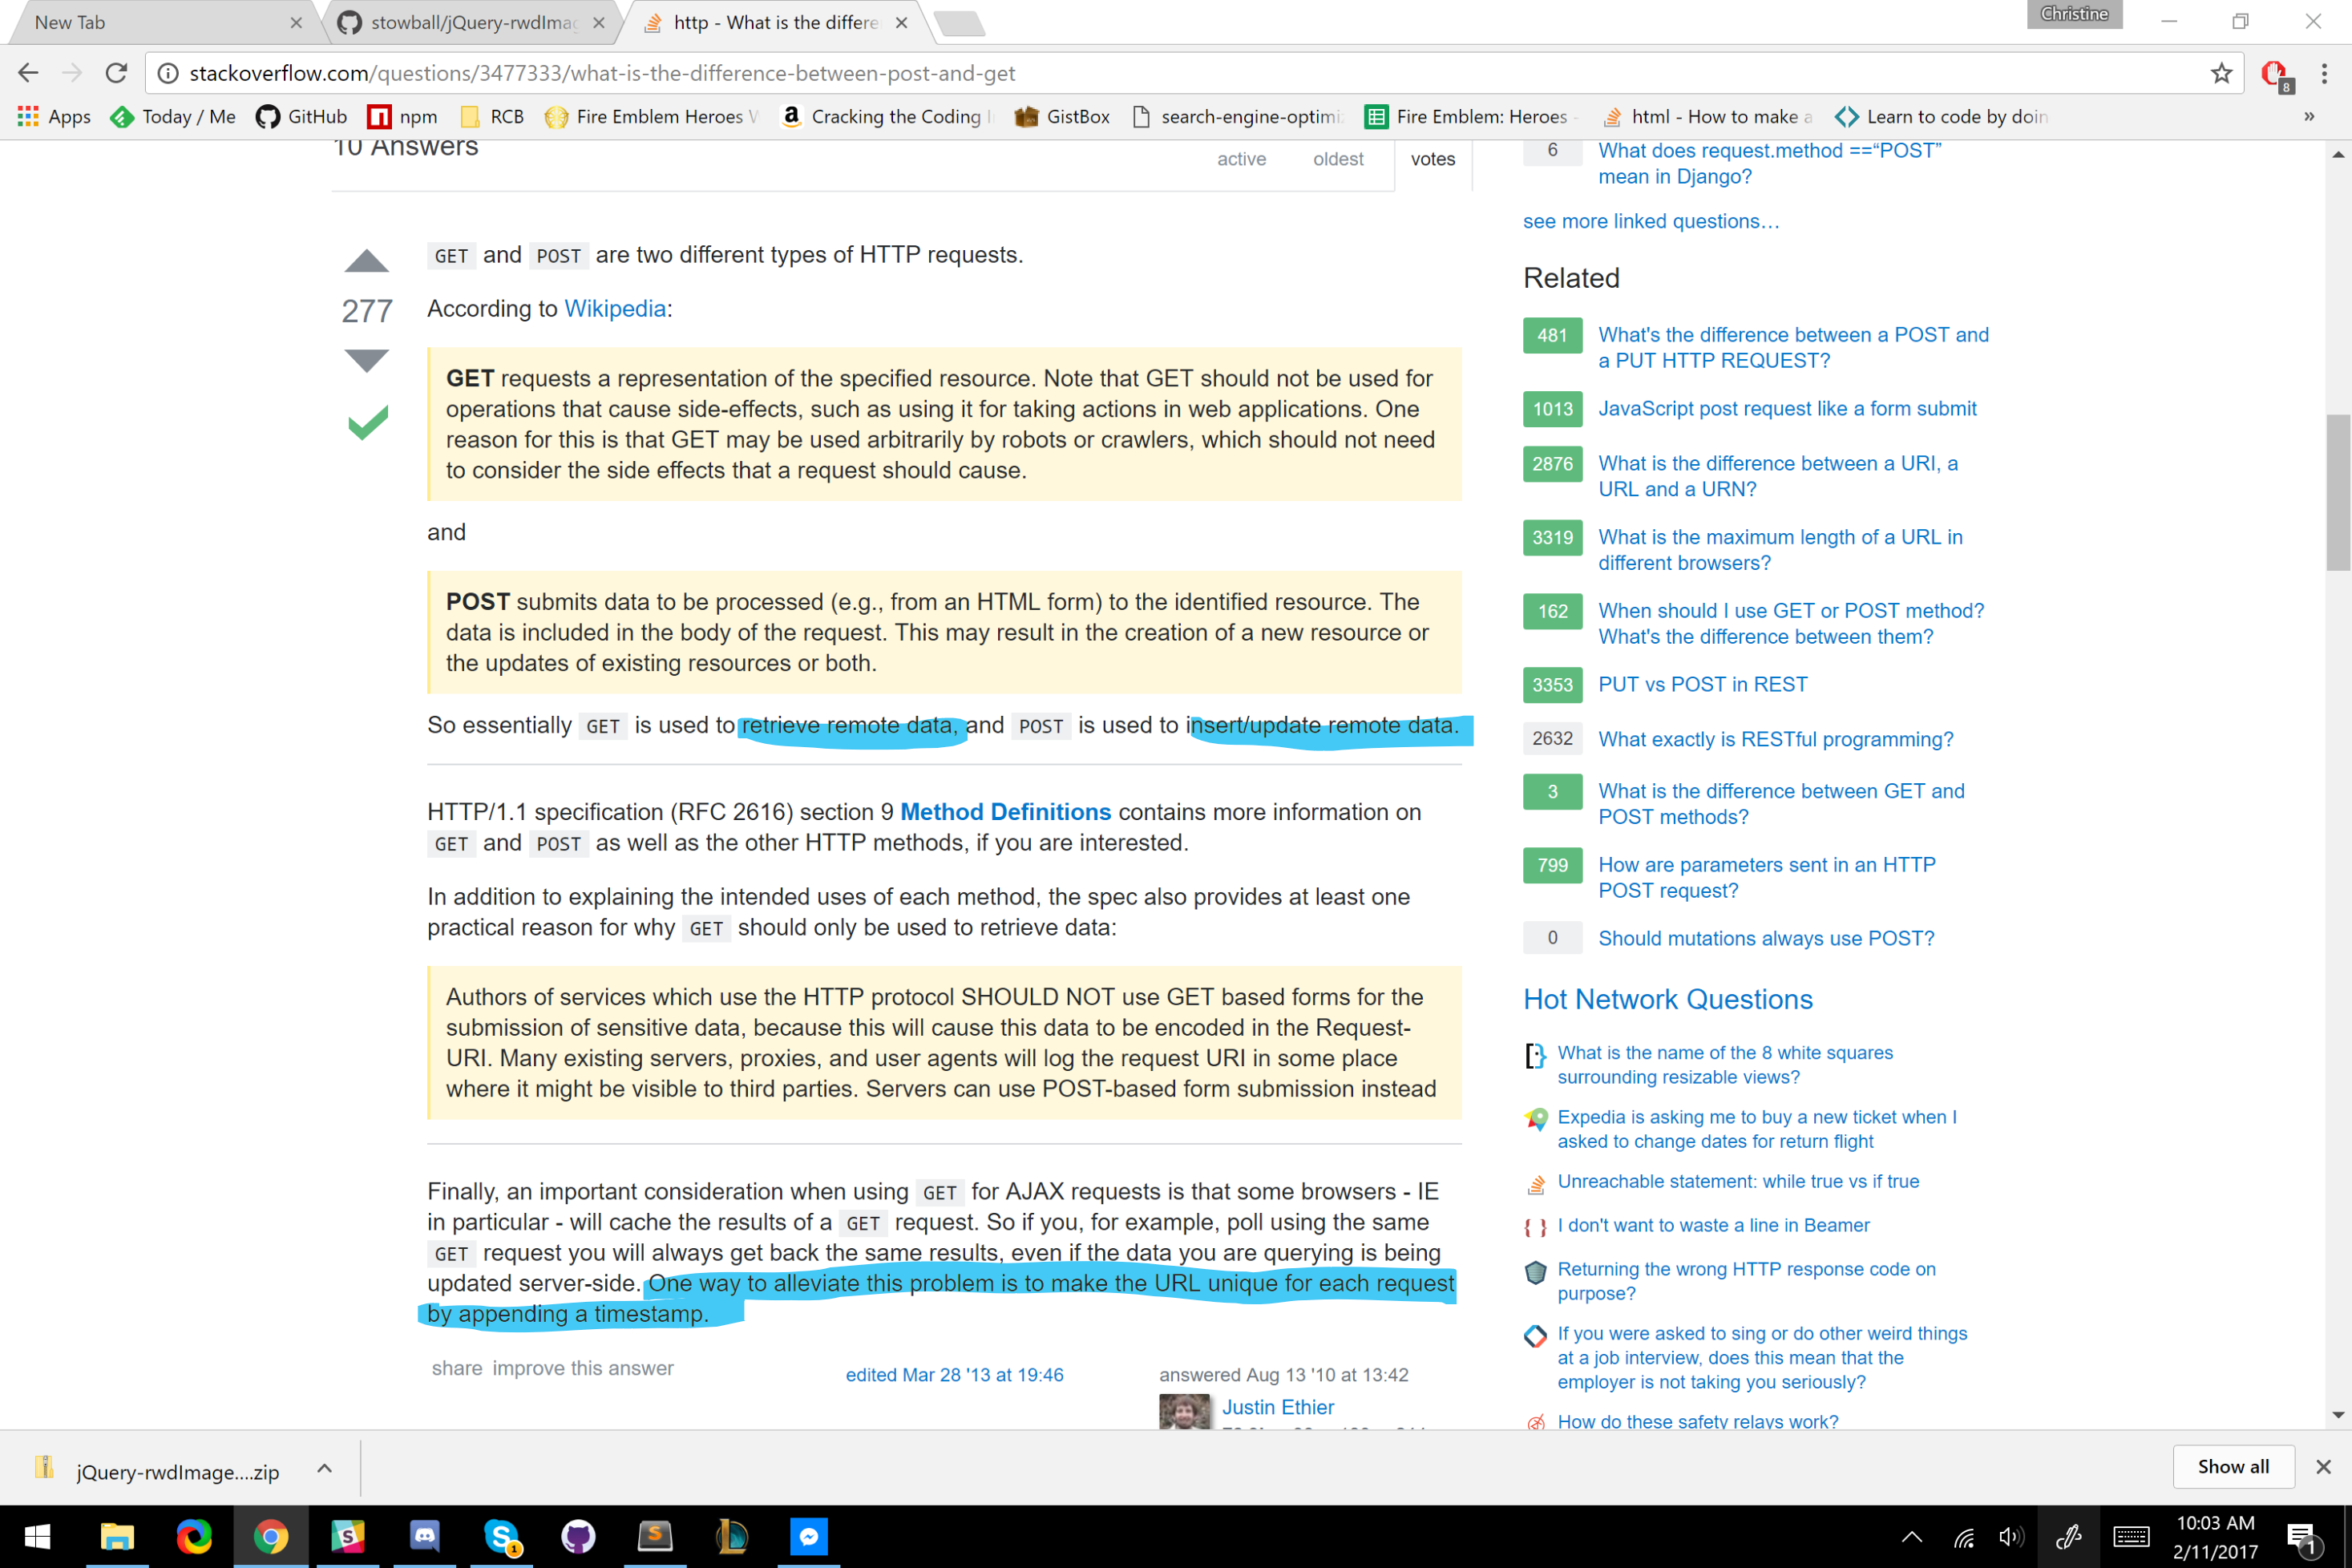 New Tab
stowball/jQuery-rwdImag
http - What is the differe
Christine
stackoverflow.com/questions/3477333/what-is-the-difference-between-post-and-get
8
Apps
Today / Me
GitHub
npm
RCB
Fire Emblem Heroes W
Cracking the Coding I
GistBox
search-engine-optimi
Fire Emblem: Heroes -
html - How to make a
Learn to code by doin
»
10 Answers
active
oldest
votes
277
GET and POST are two different types of HTTP requests.
According to Wikipedia:
GET requests a representation of the specified resource. Note that GET should not be used for
operations that cause side-effects, such as using it for taking actions in web applications. One
reason for this is that GET may be used arbitrarily by robots or crawlers, which should not need
to consider the side effects that a request should cause.
and
POST submits data to be processed (e.g., from an HTML form) to the identified resource. The
data is included in the body of the request. This may result in the creation of a new resource or
the updates of existing resources or both.
So essentially GET is used to retrieve remote data, and POST is used to insert/update remote data.
HTTP/1.1 specification (RFC 2616) section 9 Method Definitions contains more information on
GET and POST as well as the other HTTP methods, if you are interested.
In addition to explaining the intended uses of each method, the spec also provides at least one
practical reason for why GET should only be used to retrieve data:
Authors of services which use the HTTP protocol SHOULD NOT use GET based forms for the
submission of sensitive data, because this will cause this data to be encoded in the Request-
URI. Many existing servers, proxies, and user agents will log the request URI in some place
where it might be visible to third parties. Servers can use POST-based form submission instead
Finally, an important consideration when using GET for AJAX requests is that some browsers - IE
in particular - will cache the results of a GET request. So if you, for example, poll using the same
GET request you will always get back the same results, even if the data you are querying is being
updated server-side. One way to alleviate this problem is to make the URL unique for each request
by appending a timestamp.
share improve this answer
edited Mar 28 '13 at 19:46
answered Aug 13 '10 at 13:42
Justin Ethier
6 What does request.method ==“POST”
mean in Django?
see more linked questions…
Related
481 What's the difference between a POST and
a PUT HTTP REQUEST?
1013 JavaScript post request like a form submit
2876 What is the difference between a URI, a
URL and a URN?
3319 What is the maximum length of a URL in
different browsers?
162 When should I use GET or POST method?
What's the difference between them?
3353 PUT vs POST in REST
2632 What exactly is RESTful programming?
3 What is the difference between GET and
POST methods?
799 How are parameters sent in an HTTP
POST request?
0 Should mutations always use POST?
Hot Network Questions
What is the name of the 8 white squares
surrounding resizable views?
Expedia is asking me to buy a new ticket when I
asked to change dates for return flight
Unreachable statement: while true vs if true
I don't want to waste a line in Beamer
Returning the wrong HTTP response code on
purpose?
If you were asked to sing or do other weird things
at a job interview, does this mean that the
employer is not taking you seriously?
How do these safety relays work?
jQuery-rwdImage....zip
Show all
10:03 AM
2/11/2017
1